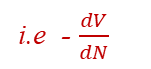 i.e - dV/dN